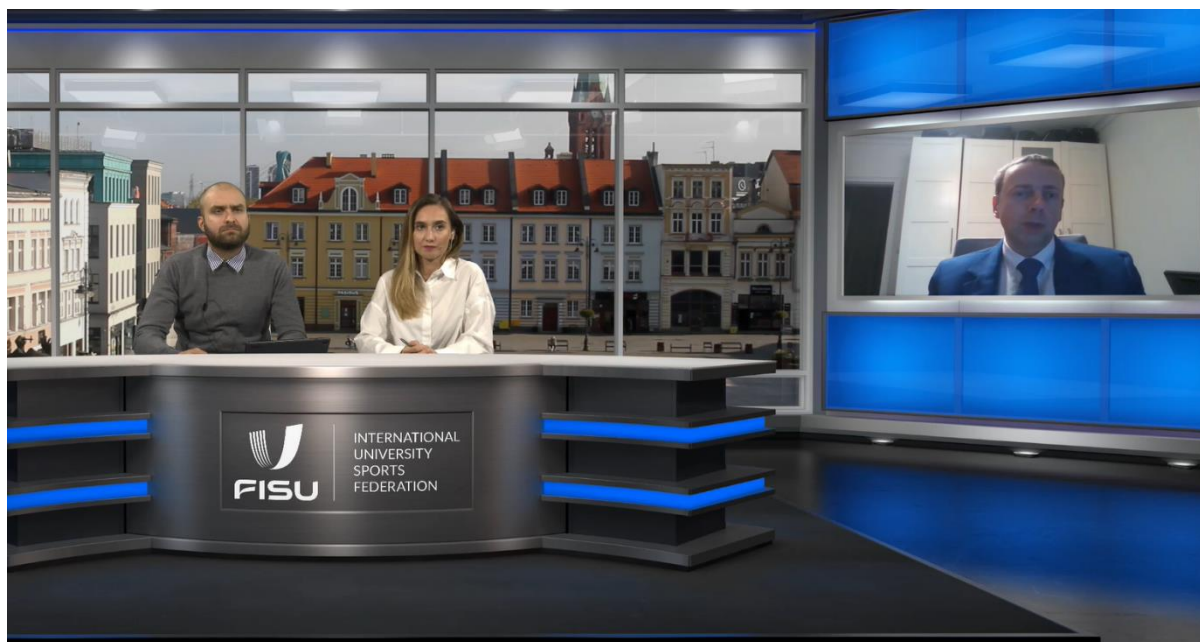 FISU
INTERNATIONAL
UNIVERSITY
SPORTS
FEDERATION